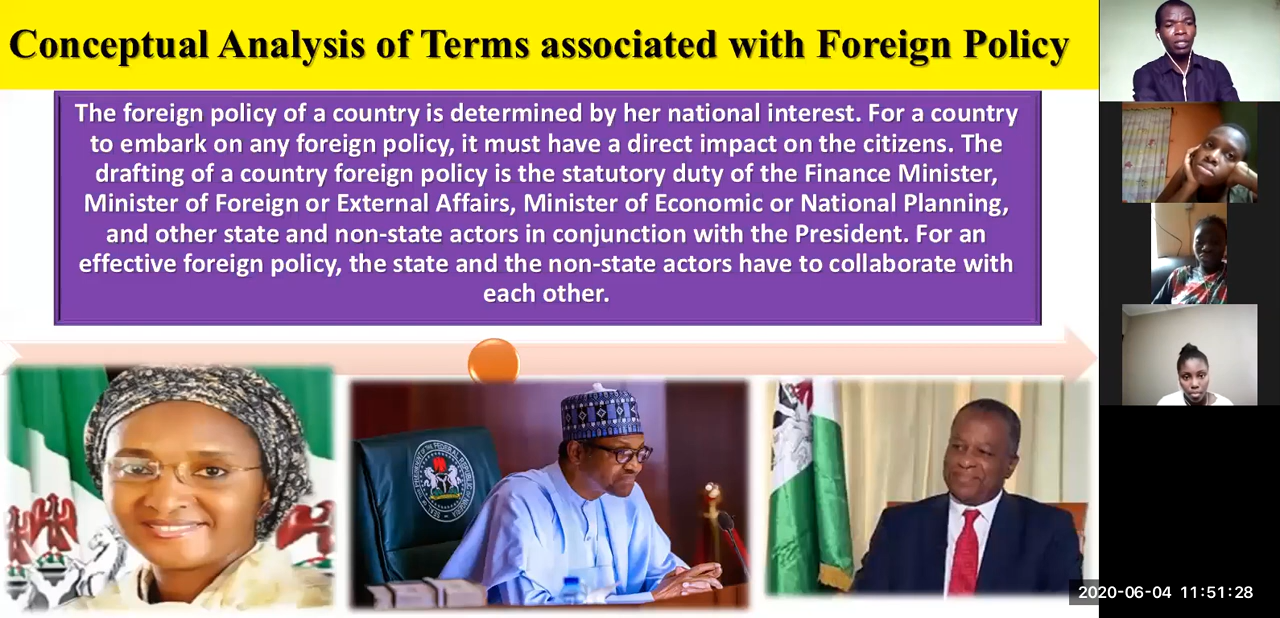 Conceptual Analysis of Terms associated with Foreign Policy
The foreign policy of a country is determined by her national interest. For a country
to embark on any foreign policy, it must have a direct impact on the citizens. The
drafting of a country foreign policy is the statutory duty of the Finance Minister,
Minister of Foreign or External Affairs, Minister of Economic or National Planning,
and other state and non-state actors in conjunction with the President. For an
effective foreign policy, the state and the non-state actors have to collaborate with
each other.
2020-06-04 11:51:28